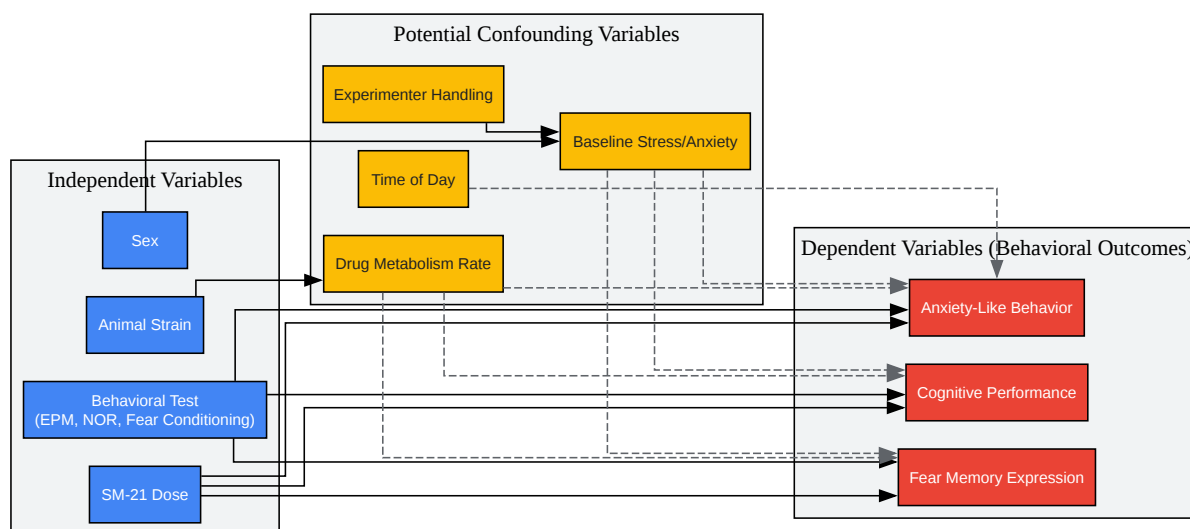 Potential Confounding Variables
Experimenter Handling
Baseline Stress/Anxiety
Time of Day
Drug Metabolism Rate
Independent Variables
Sex
Animal Strain
Behavioral Test
(EPM, NOR, Fear Conditioning)
SM-21 Dose
Dependent Variables (Behavioral Outcomes)
Anxiety-Like Behavior
Cognitive Performance
Fear Memory Expression